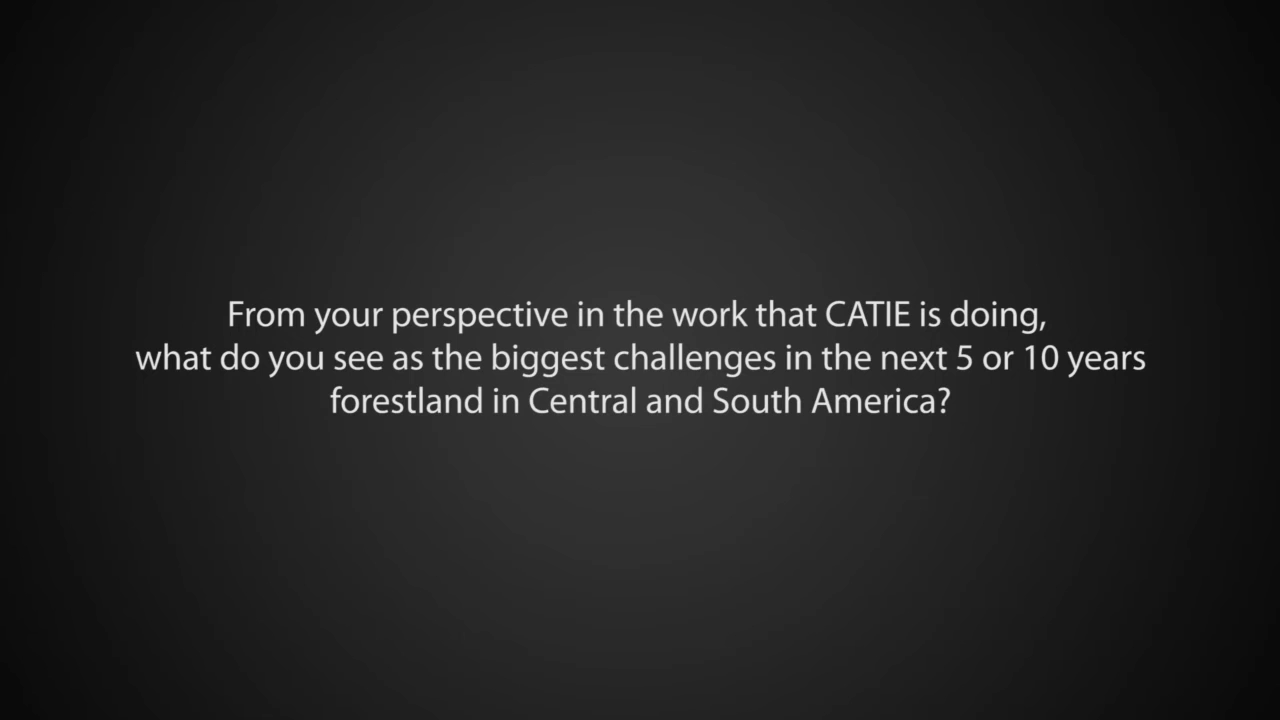 From your perspective in the work that CATIE is doing,
what do you see as the biggest challenges in the next 5 or 10 years
forestland in Central and South America?